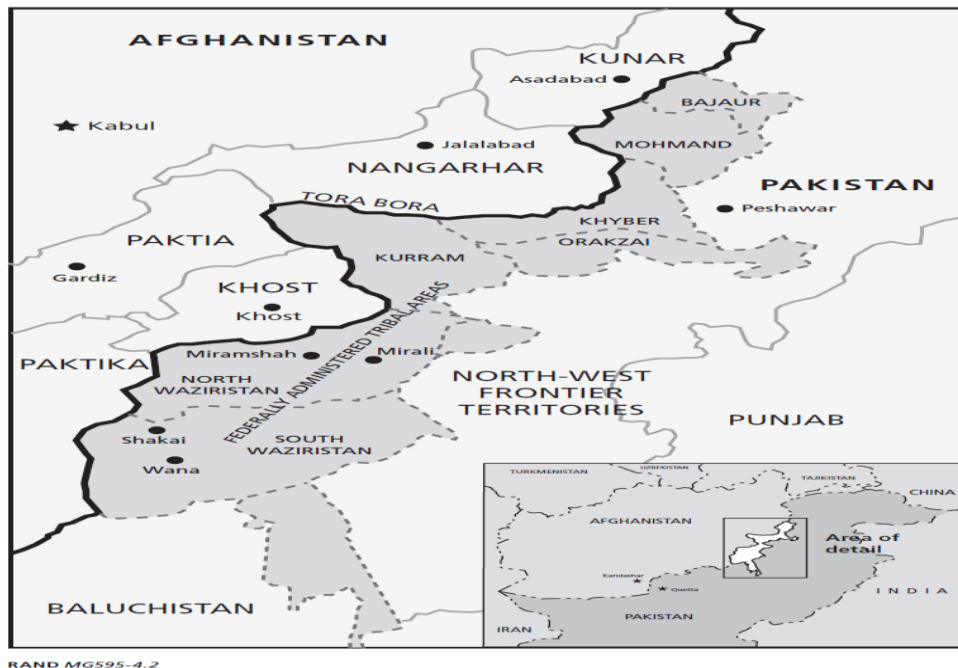 AFGHANISTAN
KUNAR
Asadabad
BAJAUR
Kabul
Jalalabad
MOHMAND
NANGARHAR
PAKISTAN
TORA BORA
Peshawar
KHYBER
PAKTIA
ORAKZAI
KURRAM
Gardiz
KHOST
Khost
FEDERALLY ADMINISTERED TRIBAL AREAS
PAKTIKA
Miramshah
Mirali
NORTH
WAZIRISTAN
NORTH-WEST
FRONTIER
TERRITORIES
PUNJAB
Shakai
SOUTH
WAZIRISTAN
Wana
TURKMENISTAN
UZBEKISTAN
TAJIKISTAN
CHINA
AFGHANISTAN
Area of
detail
Kandashar
Quetta
INDIA
PAKISTAN
IRAN
BALUCHISTAN
RAND MG595-4.2